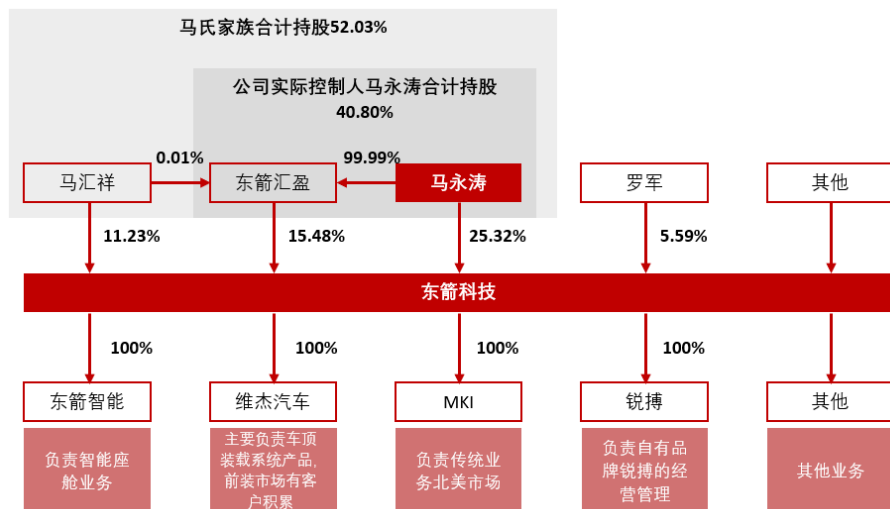 马氏家族合计持股52.03%
公司实际控制人马永涛合计持股
40.80%
0.01%
99.99%
马汇祥
东箭汇盈
马永涛
罗军
其他
11.23%
15.48%
25.32%
5.59%
东箭科技
100%
100%
100%
100%
东箭智能
维杰汽车
MKI
锐搏
其他
负责智能座
舱业务
主要负责车顶
装载系统产品,
前装市场有客
户积累
负责传统业
务北美市场
负责自有品
牌锐搏的经
营管理
其他业务